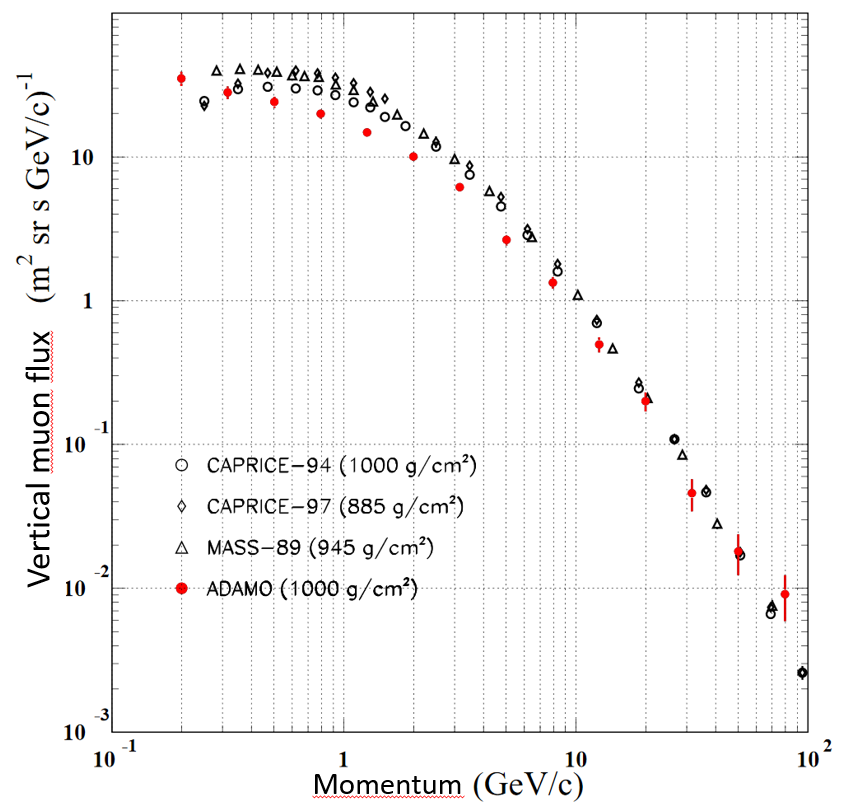 Vertical muon flux (m² sr s GeV/c)⁻¹
10
1
10⁻¹
10⁻²
10⁻³
CAPRICE-94 (1000 g/cm²)
CAPRICE-97 (885 g/cm²)
MASS-89 (945 g/cm²)
ADAMO (1000 g/cm²)
10⁻¹ 1 10 10²
Momentum (GeV/c)